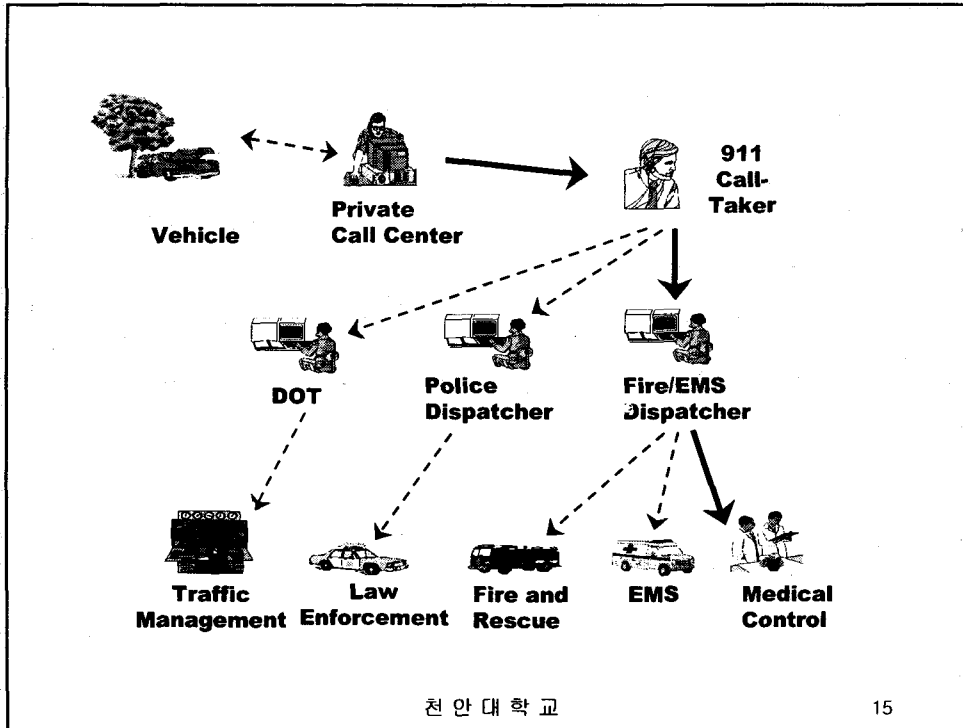 911
Call-
Taker
Private
Call Center
Vehicle
DOT
Police
Dispatcher
Fire/EMS
Dispatcher
Traffic
Management
Law
Enforcement
Fire and
Rescue
EMS
Medical
Control
천 안 대 학 교
15